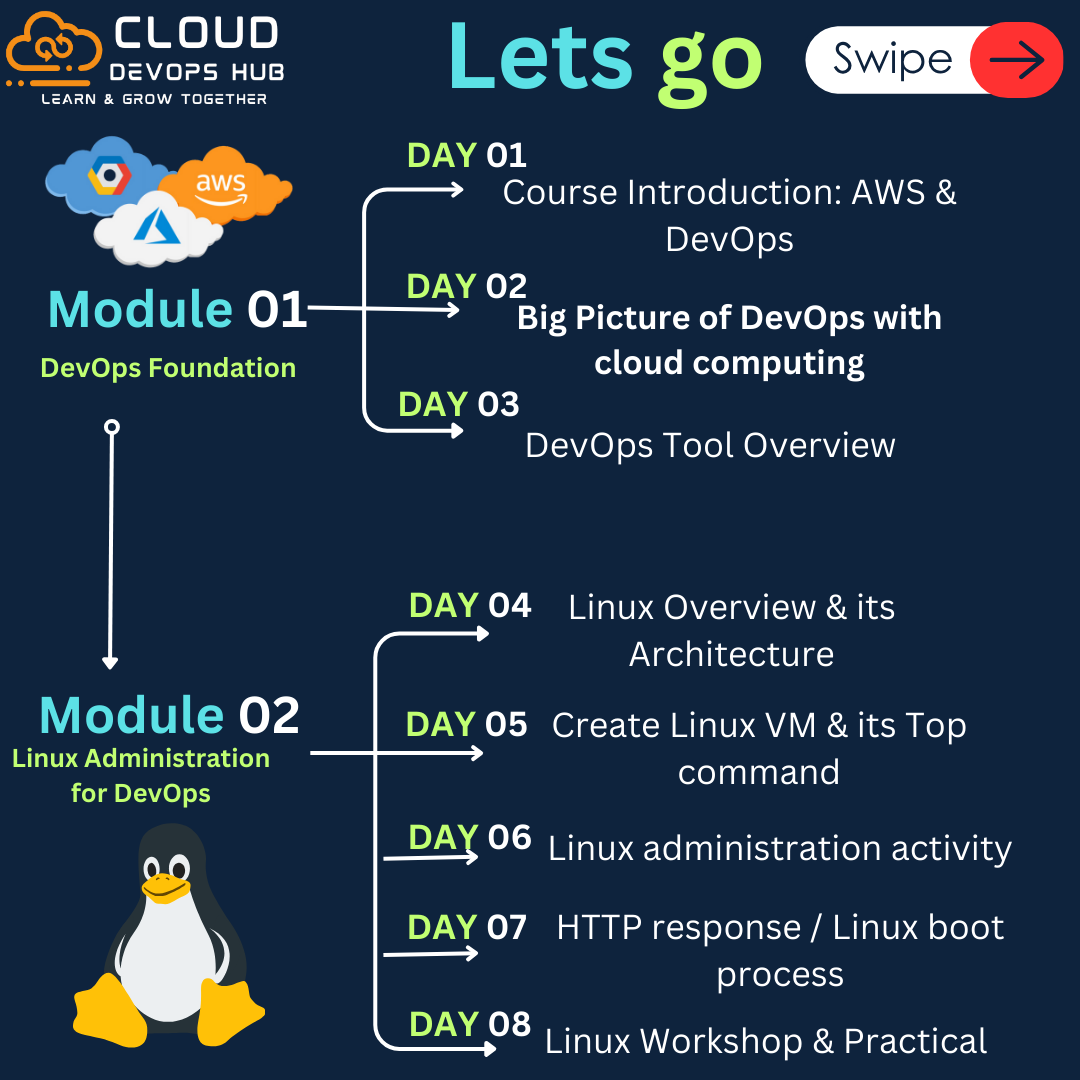 CLOUD
DEVOPS HUB
LEARN & GROW TOGETHER
Lets go
Swipe
aws
Module 01
DevOps Foundation
DAY 01
Course Introduction: AWS &
DevOps
DAY 02
Big Picture of DevOps with
cloud computing
DAY 03
DevOps Tool Overview
Module 02
Linux Administration
for DevOps
DAY 04
Linux Overview & its
Architecture
DAY 05
Create Linux VM & its Top
command
DAY 06
Linux administration activity
DAY 07
HTTP response / Linux boot
process
DAY 08
Linux Workshop & Practical